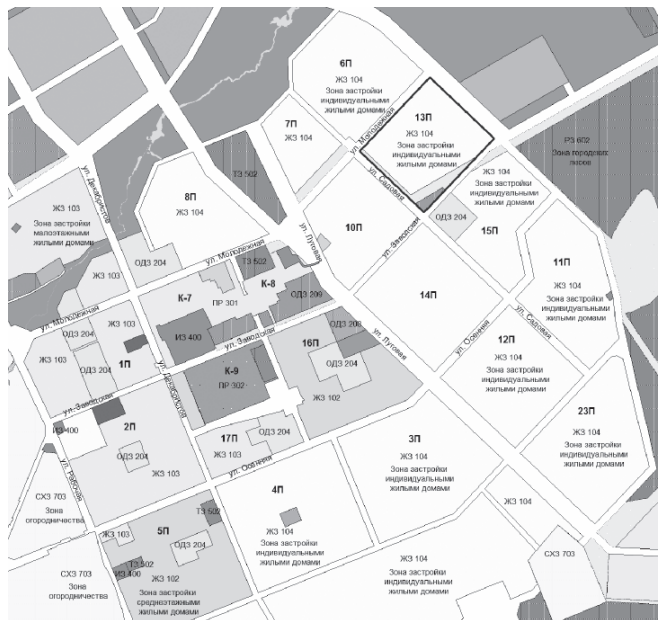 6П
ЖЗ 104
Зона застройки
индивидуальными
жилыми домами
13П
ЖЗ 104
Зона застройки
индивидуальными
жилыми домами
7П
ЖЗ 104
ул. Молодежная
РЗ 602
Зона городских
лесов
ТЗ 502
ул. Садовая
ЖЗ 104
Зона застройки
индивидуальными
жилыми домами
ул. Декабристов
8П
ЖЗ 104
ЖЗ 103
Зона застройки
малоэтажными
жилыми домами
ОДЗ 204
15П
10П
ул. Заводская
ул. Луговая
ул. Молодежная
ОДЗ 204
11П
ЖЗ 104
Зона застройки
индивидуальными
жилыми домами
ЖЗ 103
ТЗ 502
К-8
К-7
ПР 301
ОДЗ 209
14П
ул. Садовая
ул. Молодежная
ЖЗ 103
ОДЗ 204
ИЗ 400
ул. Заводская
ОДЗ 208
16П
ул. Луговая
ул. Осенняя
12П
ЖЗ 104
Зона застройки
индивидуальными
жилыми домами
ЖЗ 103
ОДЗ 204
1П
ул. Декабристов
К-9
ПР 302
ОДЗ 204
ЖЗ 102
23П
ЖЗ 104
Зона застройки
индивидуальными
жилыми домами
ул. Заводская
2П
ИЗ 400
ОДЗ 204
ЖЗ 103
17П
ОДЗ 204
ЖЗ 103
ул. Осенняя
3П
ЖЗ 104
Зона застройки
индивидуальными
жилыми домами
ул. Рабочая
4П
ЖЗ 104
Зона застройки
индивидуальными
жилыми домами
ЖЗ 104
СХЗ 703
Зона
огородничества
5П
ТЗ 502
ЖЗ 103
ОДЗ 204
ТЗ 502
ИЗ 400
ЖЗ 102
Зона застройки
среднеэтажными
жилыми домами
ЖЗ 104
Зона застройки
индивидуальными
жилыми домами
СХЗ 703
СХЗ 703
Зона
огородничества